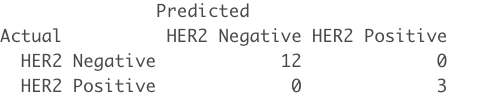 Predicted
Actual HER2 Negative HER2 Positive
HER2 Negative 12 0
HER2 Positive 0 3